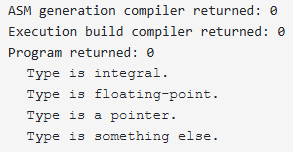 ASM generation compiler returned: 0
Execution build compiler returned: 0
Program returned: 0
Type is integral.
Type is floating-point.
Type is a pointer.
Type is something else.